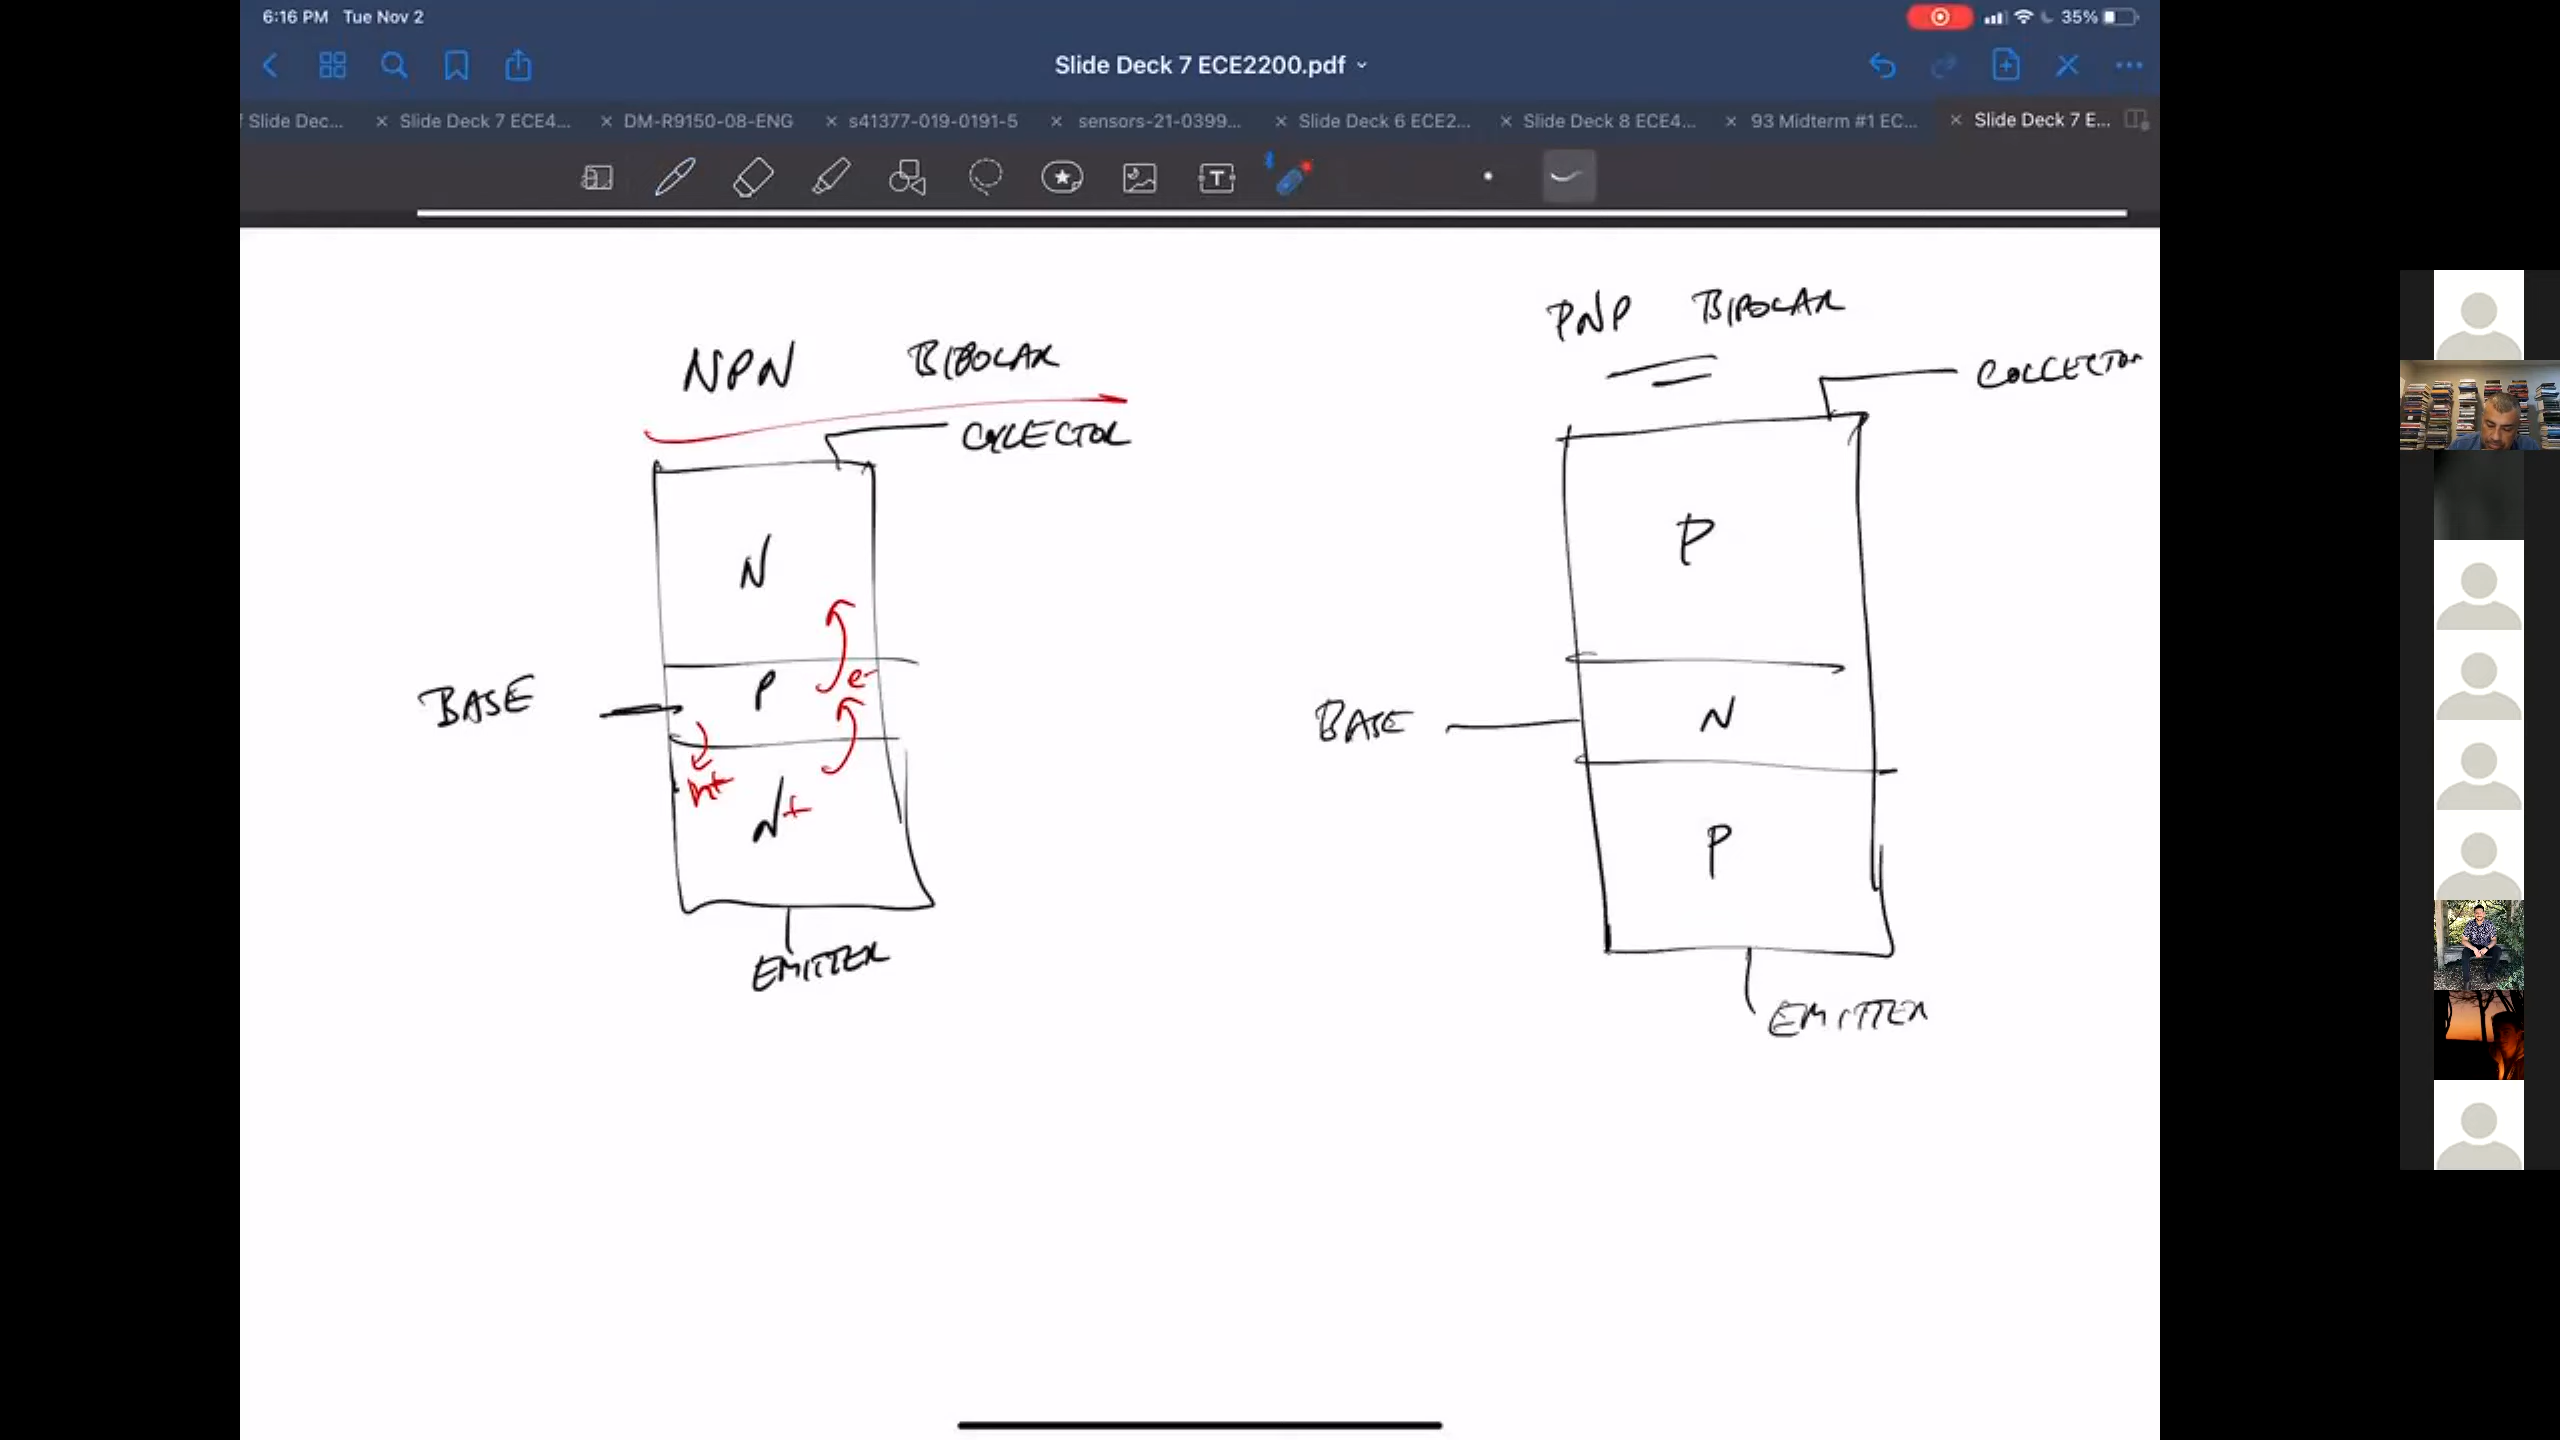 6:16 PM Tue Nov 2
35%
Slide Deck 7 ECE2200.pdf
f Slide Dec...
Slide Deck 7 ECE4...
DM-R9150-08-ENG
s41377-019-0191-5
sensors-21-0399...
Slide Deck 6 ECE2...
Slide Deck 8 ECE4...
93 Midterm #1 EC...
Slide Deck 7 E...
T
NPN BIPOLAR
COLLECTOR
N
P
e-
BASE
h+
N+
EMITTER
PNP BIPOLAR
COLLECTOR
P
BASE
N
P
EMITTER